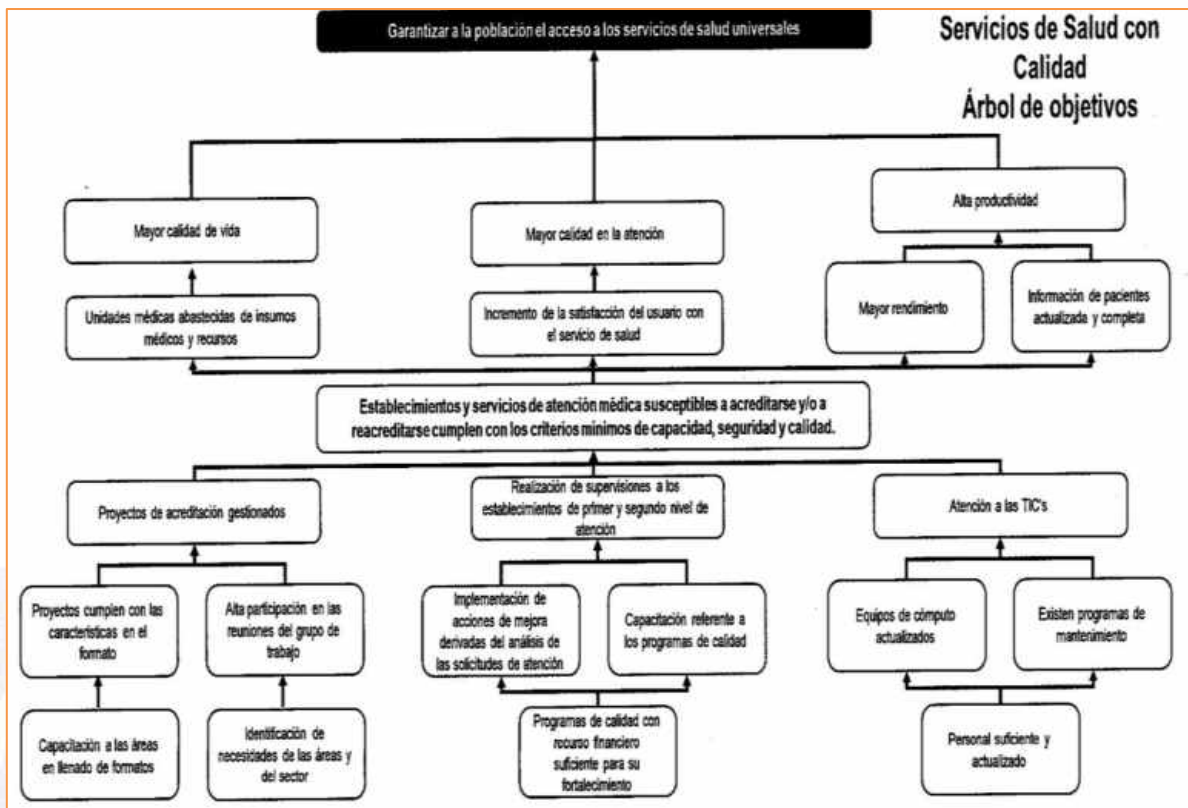 Garantizar a la población el acceso a los servicios de salud universales
Servicios de Salud con
Calidad
Árbol de objetivos
Mayor calidad de vida
Mayor calidad en la atención
Alta productividad
Unidades médicas abastecidas de insumos
médicos y recursos
Incremento de la satisfacción del usuario con
el servicio de salud
Mayor rendimiento
Información de pacientes
actualizada y completa
Establecimientos y servicios de atención médica susceptibles a acreditarse y/o a
reacreditarse cumplen con los criterios mínimos de capacidad, seguridad y calidad.
Proyectos de acreditación gestionados
Realización de supervisiones a los
establecimientos de primer y segundo nivel de
atención
Atención a las TIC's
Proyectos cumplen con las
características en el
formato
Alta participación en las
reuniones del grupo de
trabajo
Implementación de
acciones de mejora
derivadas del análisis de
las solicitudes de atención
Capacitación referente a
los programas de calidad
Equipos de cómputo
actualizados
Existen programas de
mantenimiento
Capacitación a las áreas
en llenado de formatos
Identificación de
necesidades de las áreas y
del sector
Programas de calidad con
recurso financiero
suficiente para su
fortalecimiento
Personal suficiente y
actualizado